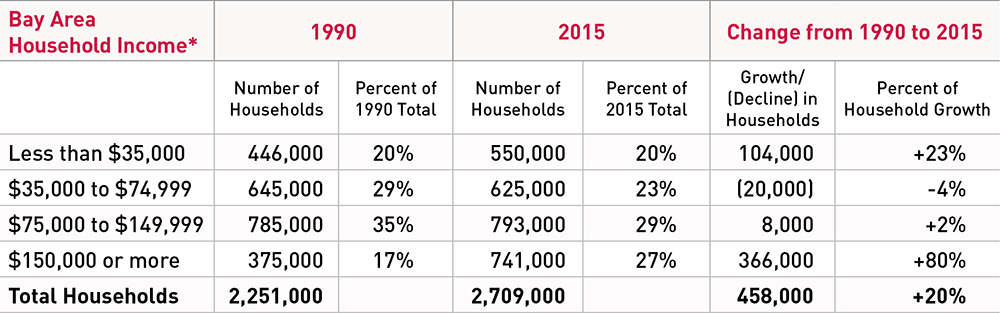 Bay Area Household Income* 1990 2015 Change from 1990 to 2015
Number of Households Percent of 1990 Total Number of Households Percent of 2015 Total Growth/ (Decline) in Households Percent of Household Growth
Less than $35,000 446,000 20% 550,000 20% 104,000 +23%
$35,000 to $74,999 645,000 29% 625,000 23% (20,000) -4%
$75,000 to $149,999 785,000 35% 793,000 29% 8,000 +2%
$150,000 or more 375,000 17% 741,000 27% 366,000 +80%
Total Households 2,251,000 2,709,000 458,000 +20%